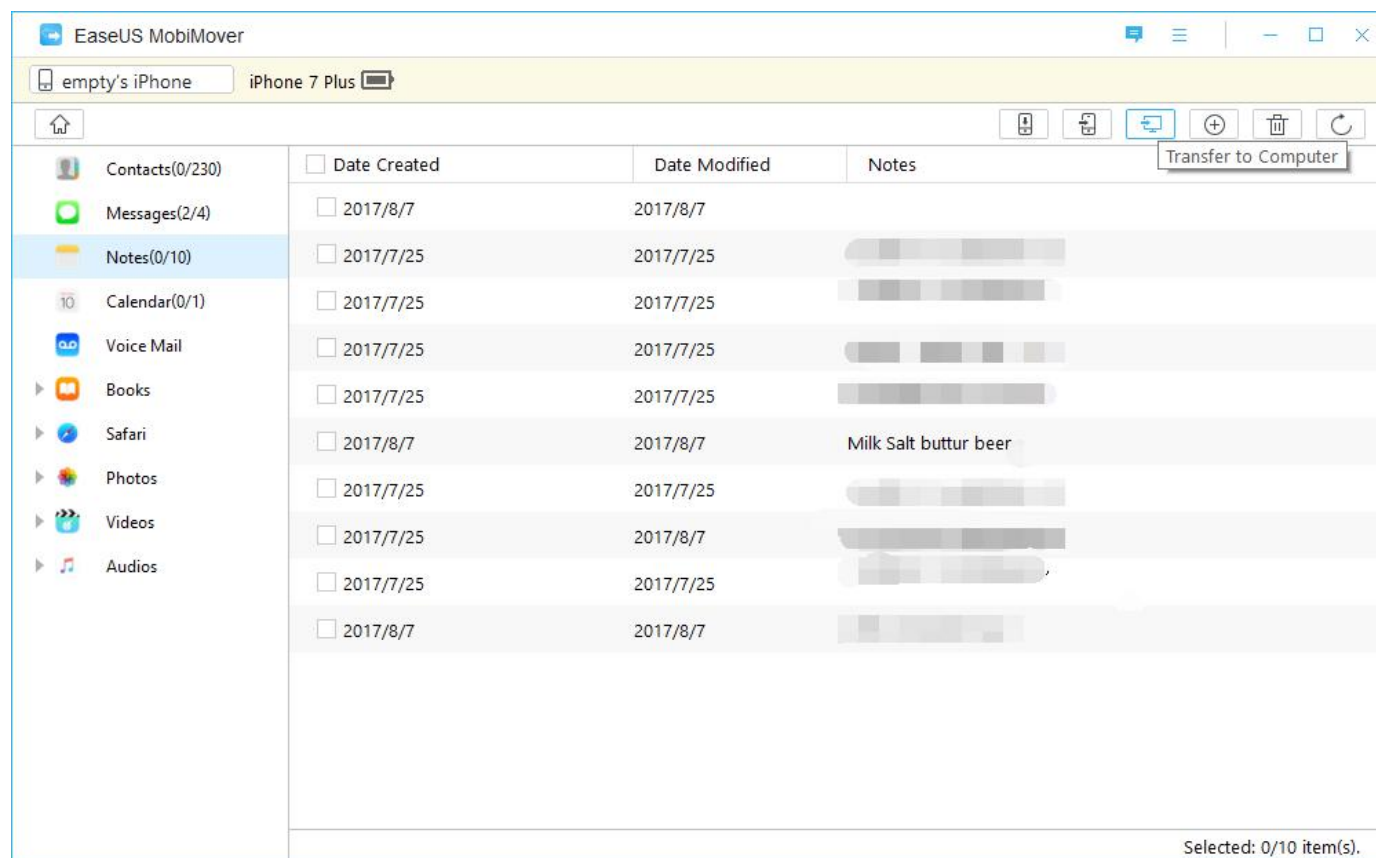 EaseUS MobiMover
empty's iPhone iPhone 7 Plus
Transfer to Computer
Contacts(0/230)
Messages(2/4)
Notes(0/10)
10 Calendar(0/1)
Voice Mail
Books
Safari
Photos
Videos
Audios
Date Created Date Modified Notes
2017/8/7 2017/8/7
2017/7/25 2017/7/25
2017/7/25 2017/7/25
2017/7/25 2017/7/25
2017/7/25 2017/7/25
2017/8/7 2017/8/7 Milk Salt buttur beer
2017/7/25 2017/7/25
2017/7/25 2017/8/7
2017/7/25 2017/7/25
2017/8/7 2017/8/7
Selected: 0/10 item(s).